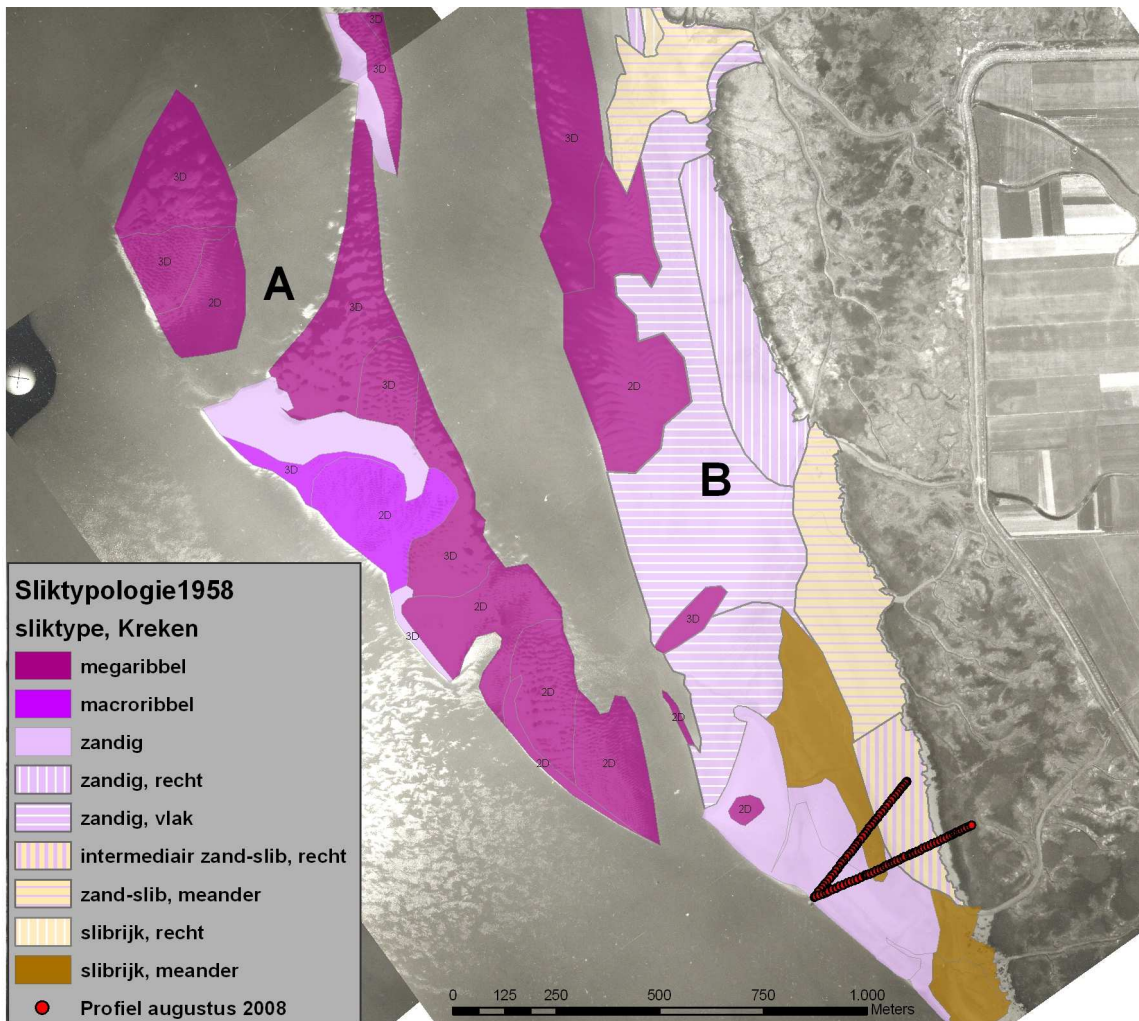 3D
3D
3D
3D
3D
2D
A
3D
3D
2D
B
3D
2D
3D
2D
3D
3D
2D
2D
2D
2D
2D
2D
Sliktypologie1958
sliktype, Kreken
megaribbel
macroribbel
zandig
zandig, recht
zandig, vlak
intermediair zand-slib, recht
zand-slib, meander
slibrijk, recht
slibrijk, meander
Profiel augustus 2008
0 125 250 500 750 1.000
Meters